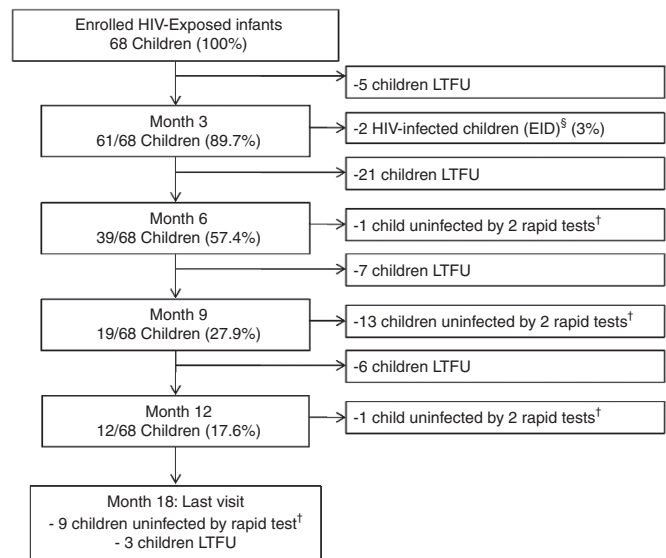 Enrolled HIV-Exposed infants
68 Children (100%)
-5 children LTFU
Month 3
61/68 Children (89.7%)
-2 HIV-infected children (EID)§ (3%)
-21 children LTFU
Month 6
39/68 Children (57.4%)
-1 child uninfected by 2 rapid tests†
-7 children LTFU
Month 9
19/68 Children (27.9%)
-13 children uninfected by 2 rapid tests†
-6 children LTFU
Month 12
12/68 Children (17.6%)
-1 child uninfected by 2 rapid tests†
Month 18: Last visit
- 9 children uninfected by rapid test†
- 3 children LTFU